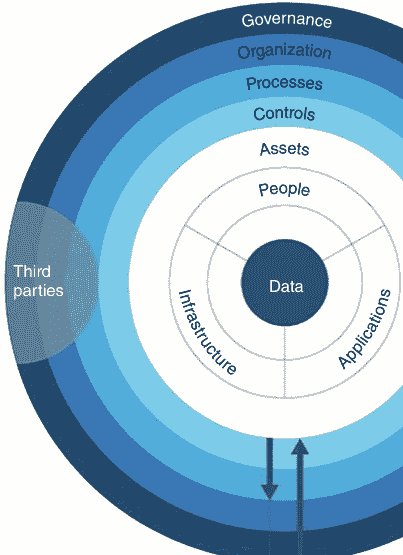 Governance
Organization
Processes
Controls
Assets
People
Third
parties
Data
Infrastructure
Applications